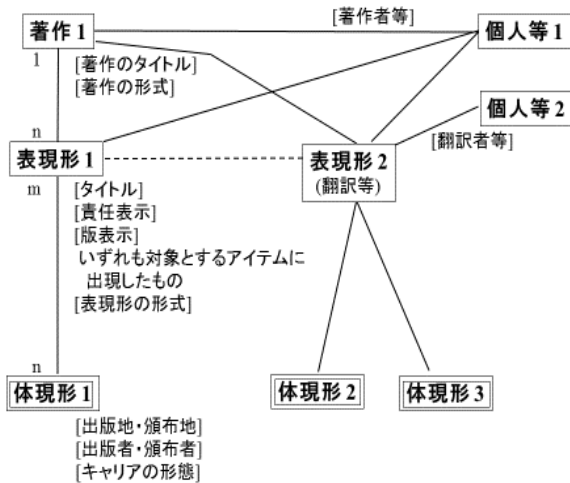 [著作者等]
著作1
個人等1
1
[著作のタイトル]
[著作の形式]
個人等2
[翻訳者等]
n
表現形1
表現形2
(翻訳等)
m
[タイトル]
[責任表示]
[版表示]
いずれも対象とするアイテムに
出現したもの
[表現形の形式]
n
体現形1
体現形2
体現形3
[出版地・頒布地]
[出版者・頒布者]
[キャリアの形態]